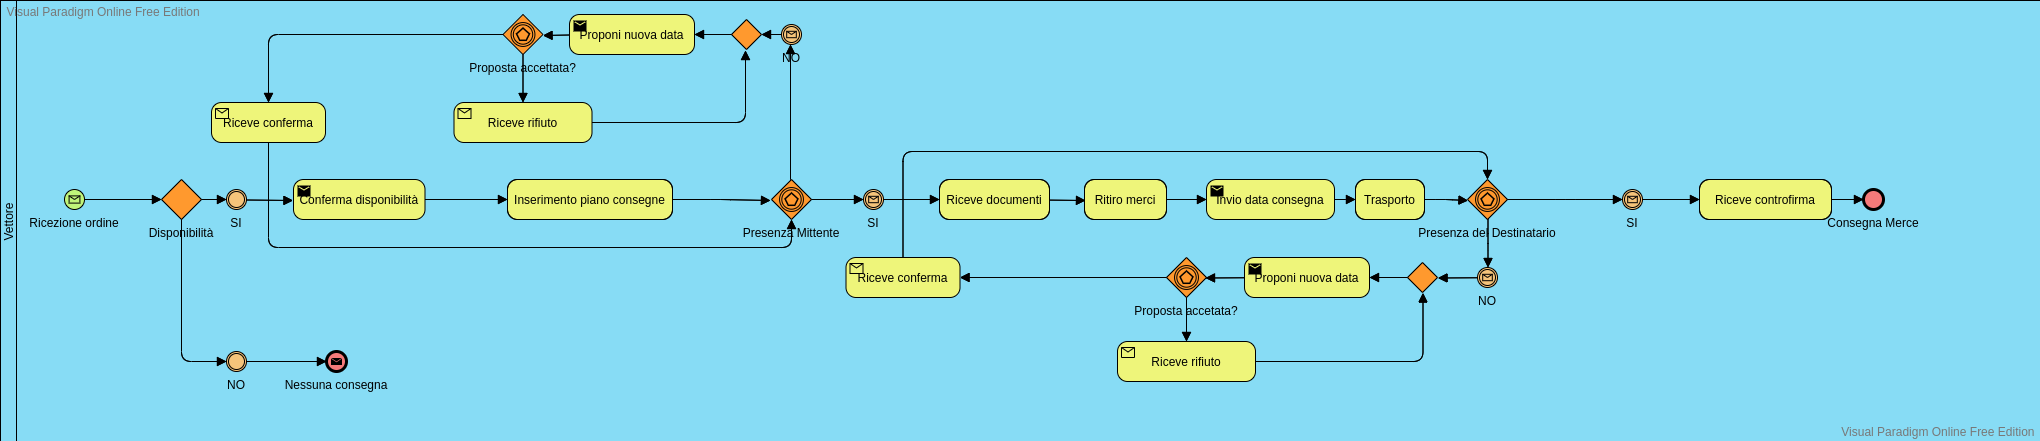 Visual Paradigm Online Free Edition
Vettore
Proponi nuova data
NO
Proposta accettata?
Riceve conferma
Riceve rifiuto
Ricezione ordine
Disponibilità
SI
Conferma disponibilità
Inserimento piano consegne
Presenza Mittente
SI
Riceve documenti
Ritiro merci
Invio data consegna
Trasporto
Presenza del Destinatario
SI
Riceve controfirma
Consegna Merce
Riceve conferma
Proposta accetata?
Proponi nuova data
NO
Riceve rifiuto
NO
Nessuna consegna
Visual Paradigm Online Free Edition